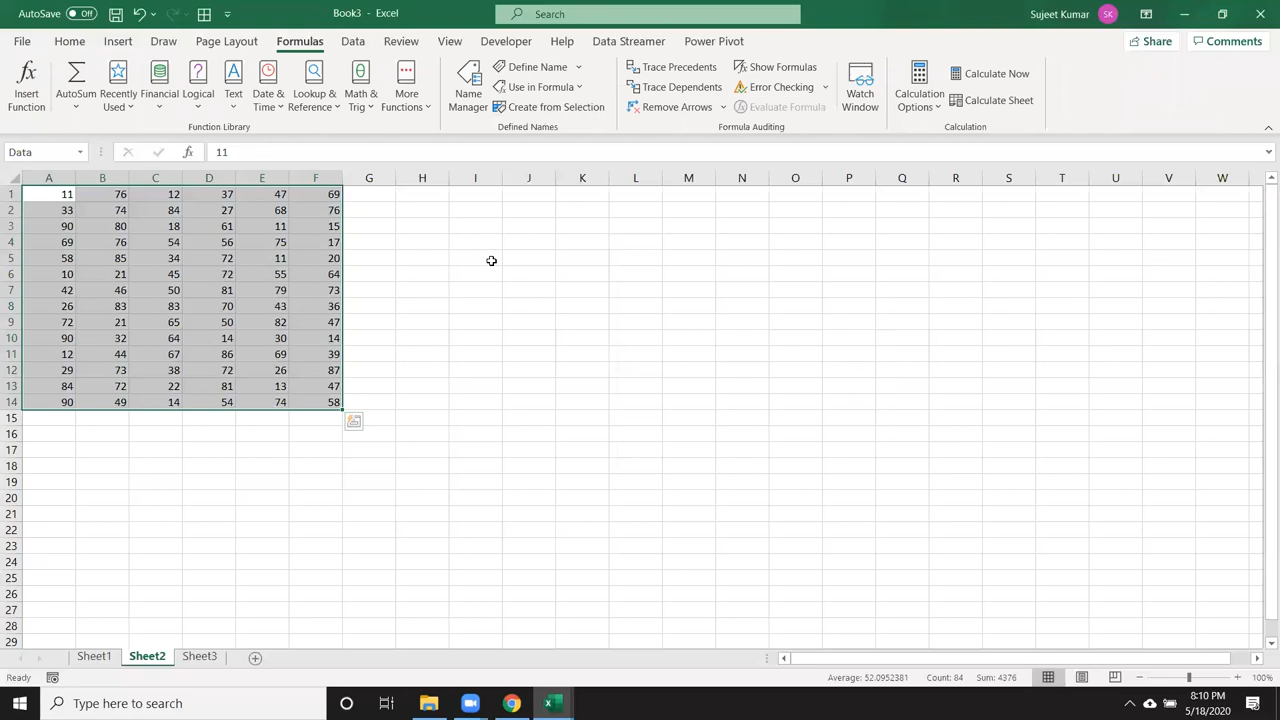 AutoSave Off Book3 - Excel Search Sujeet Kumar SK
File Home Insert Draw Page Layout Formulas Data Review View Developer Help Data Streamer Power Pivot Share Comments
Insert Function AutoSum Recently Used Financial Logical Text Date & Time Lookup & Reference Math & Trig More Functions
Name Manager Define Name Use in Formula Create from Selection
Trace Precedents Trace Dependents Remove Arrows Show Formulas Error Checking Evaluate Formula Watch Window
Calculation Options Calculate Now Calculate Sheet
Function Library Defined Names Formula Auditing Calculation
Data fx 11
A B C D E F G H I J K L M N O P Q R S T U V W
1 11 76 12 37 47 69
2 33 74 84 27 68 76
3 90 80 18 61 11 15
4 69 76 54 56 75 17
5 58 85 34 72 11 20
6 10 21 45 72 55 64
7 42 46 50 81 79 73
8 26 83 83 70 43 36
9 72 21 65 50 82 47
10 90 32 64 14 30 14
11 12 44 67 86 69 39
12 29 73 38 72 26 87
13 84 72 22 81 13 47
14 90 49 14 54 74 58
15
16
17
18
19
20
21
22
23
24
25
26
27
28
29
Sheet1 Sheet2 Sheet3
Ready Average: 52.0952381 Count: 84 Sum: 4376 100%
Type here to search 8:10 PM
5/18/2020